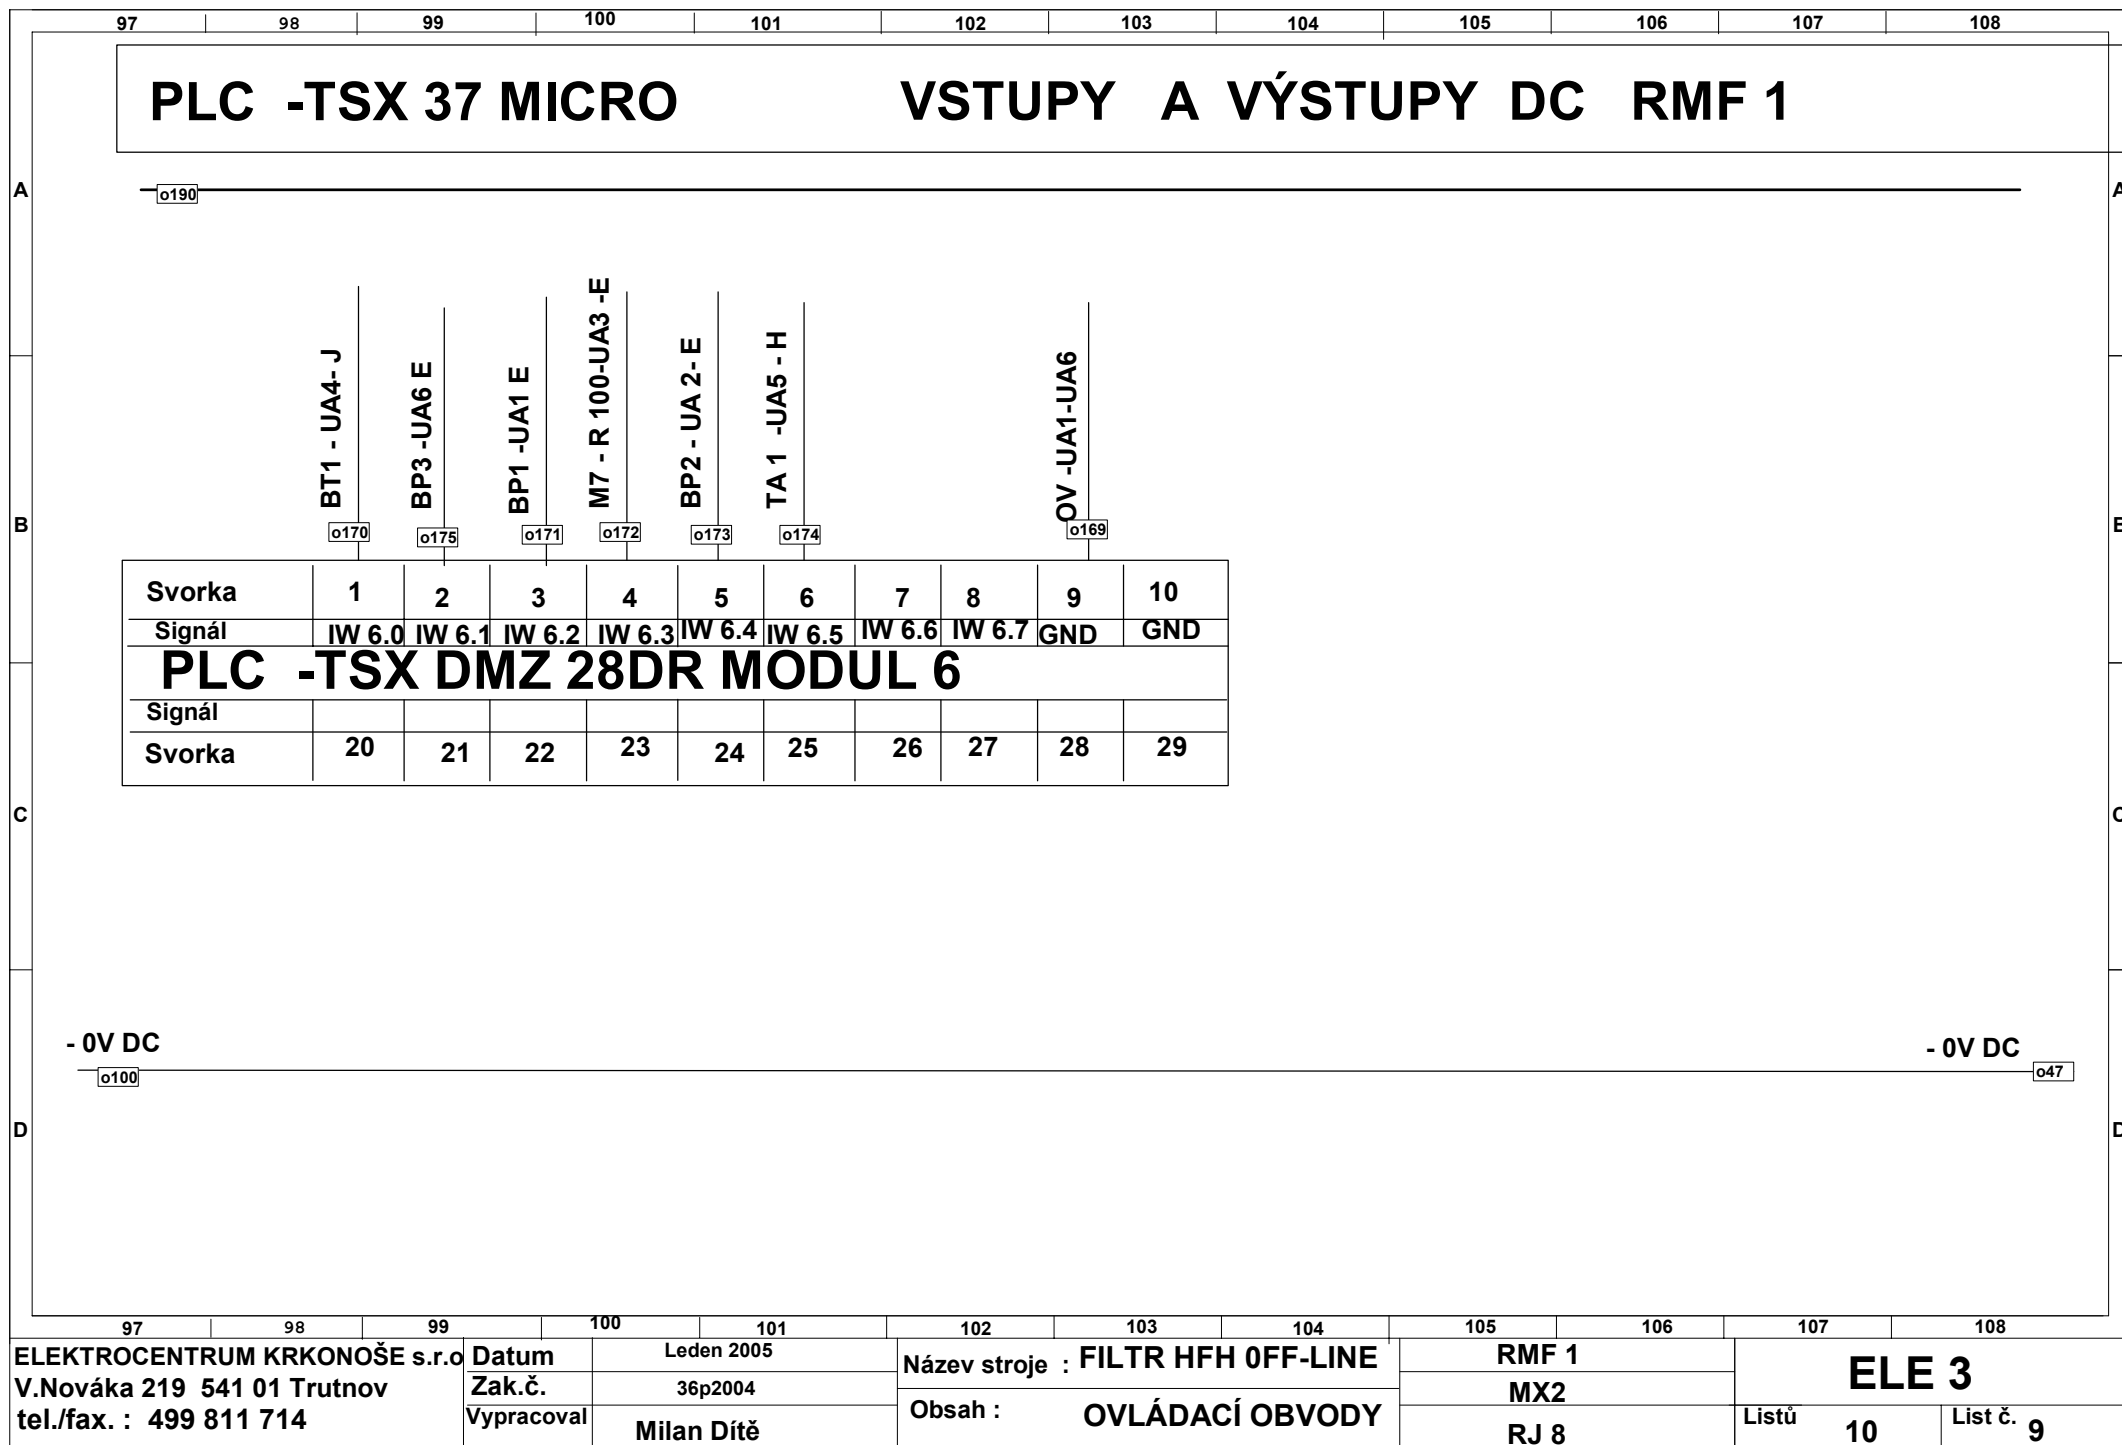 97 98 99 100 101 102 103 104 105 106 107 108
PLC -TSX 37 MICRO VSTUPY A VÝSTUPY DC RMF 1
A A
o190
BT1 - UA4- J
BP3 -UA6 E
BP1 -UA1 E
M7 - R 100-UA3 -E
BP2 - UA 2- E
TA 1 -UA5 - H
OV -UA1-UA6
B
o170 o175 o171 o172 o173 o174 o169
Svorka 1 2 3 4 5 6 7 8 9 10
Signál IW 6.0 IW 6.1 IW 6.2 IW 6.3 IW 6.4 IW 6.5 IW 6.6 IW 6.7 GND GND
PLC -TSX DMZ 28DR MODUL 6
Signál
Svorka 20 21 22 23 24 25 26 27 28 29
C C
- 0V DC - 0V DC
o100 o47
D D
97 98 99 100 101 102 103 104 105 106 107 108
ELEKTROCENTRUM KRKONOŠE s.r.o
V.Nováka 219 541 01 Trutnov
tel./fax. : 499 811 714
Datum Leden 2005
Zak.č. 36p2004
Vypracoval Milan Dítě
Název stroje : FILTR HFH 0FF-LINE
Obsah : OVLÁDACÍ OBVODY
RMF 1
MX2
RJ 8
ELE 3
Listů 10 List č. 9